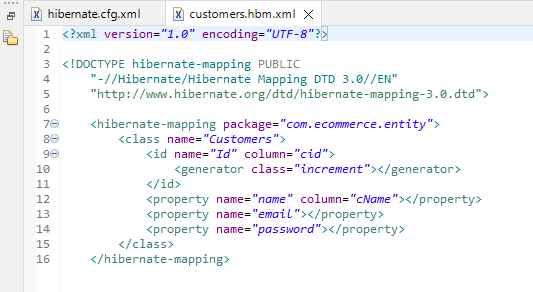 hibernate.cfg.xml customers.hbm.xml
1 <?xml version="1.0" encoding="UTF-8"?>
2
3 <!DOCTYPE hibernate-mapping PUBLIC
4 "-//Hibernate/Hibernate Mapping DTD 3.0//EN"
5 "http://www.hibernate.org/dtd/hibernate-mapping-3.0.dtd">
6
7 <hibernate-mapping package="com.ecommerce.entity">
8 <class name="Customers">
9 <id name="Id" column="cid">
10 <generator class="increment"></generator>
11 </id>
12 <property name="name" column="cName"></property>
13 <property name="email"></property>
14 <property name="password"></property>
15 </class>
16 </hibernate-mapping>